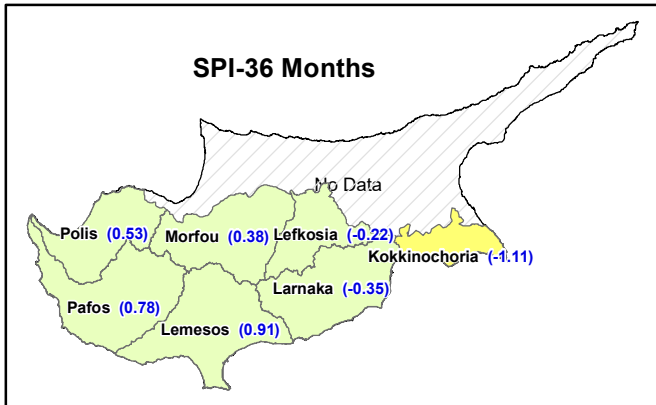 SPI-36 Months
No Data
Polis (0.53)
Morfou (0.38)
Lefkosia (-0.22)
Kokkinochoria (-1.11)
Pafos (0.78)
Larnaka (-0.35)
Lemesos (0.91)